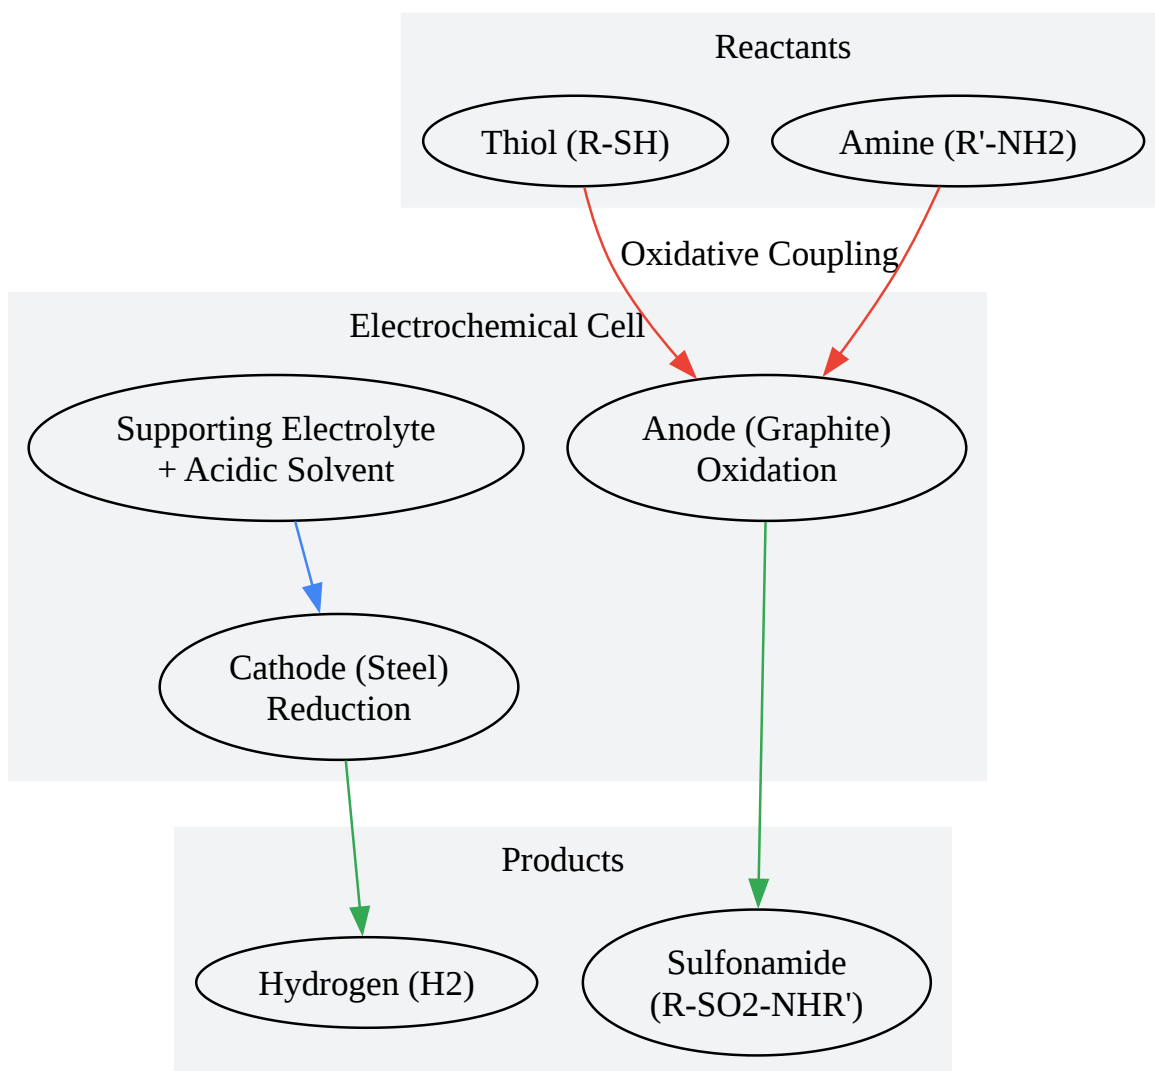 Reactants
Thiol (R-SH)
Amine (R'-NH2)
Oxidative Coupling
Electrochemical Cell
Supporting Electrolyte
+ Acidic Solvent
Anode (Graphite)
Oxidation
Cathode (Steel)
Reduction
Products
Hydrogen (H2)
Sulfonamide
(R-SO2-NHR')